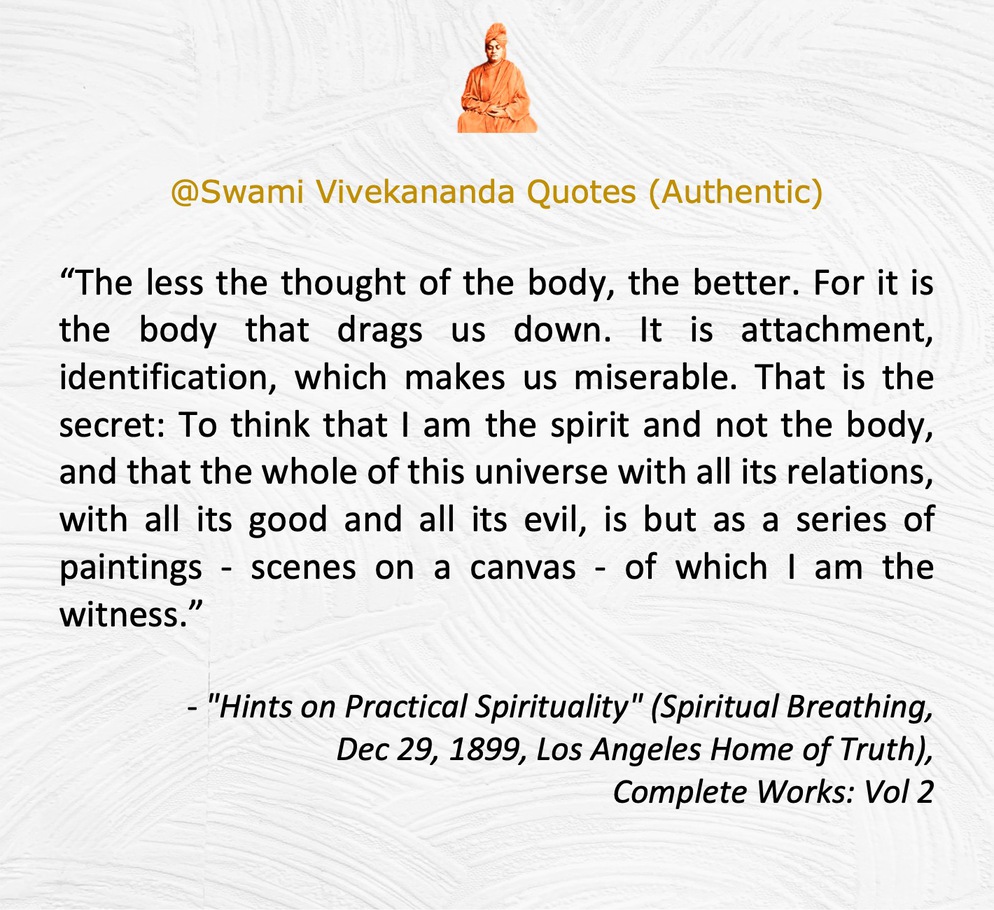 @Swami Vivekananda Quotes (Authentic)
“The less the thought of the body, the better. For it is
the body that drags us down. It is attachment,
identification, which makes us miserable. That is the
secret: To think that I am the spirit and not the body,
and that the whole of this universe with all its relations,
with all its good and all its evil, is but as a series of
paintings - scenes on a canvas - of which I am the
witness.”
- "Hints on Practical Spirituality" (Spiritual Breathing,
Dec 29, 1899, Los Angeles Home of Truth),
Complete Works: Vol 2